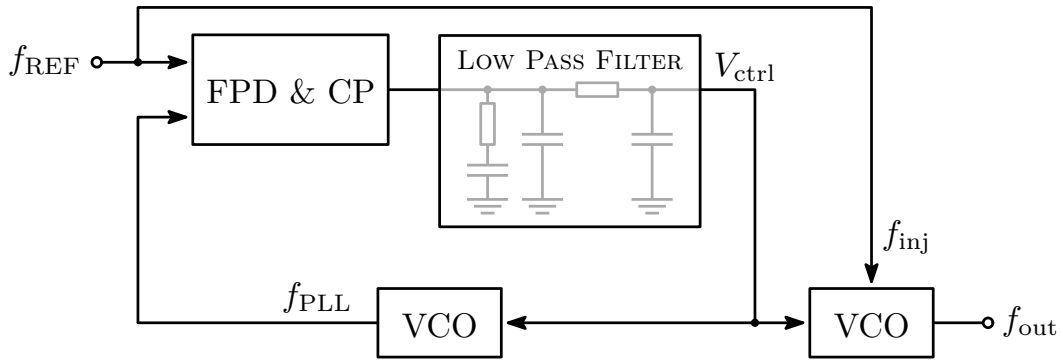 f_REF
FPD & CP
LOW PASS FILTER
V_ctrl
f_inj
f_PLL
VCO
VCO
f_out